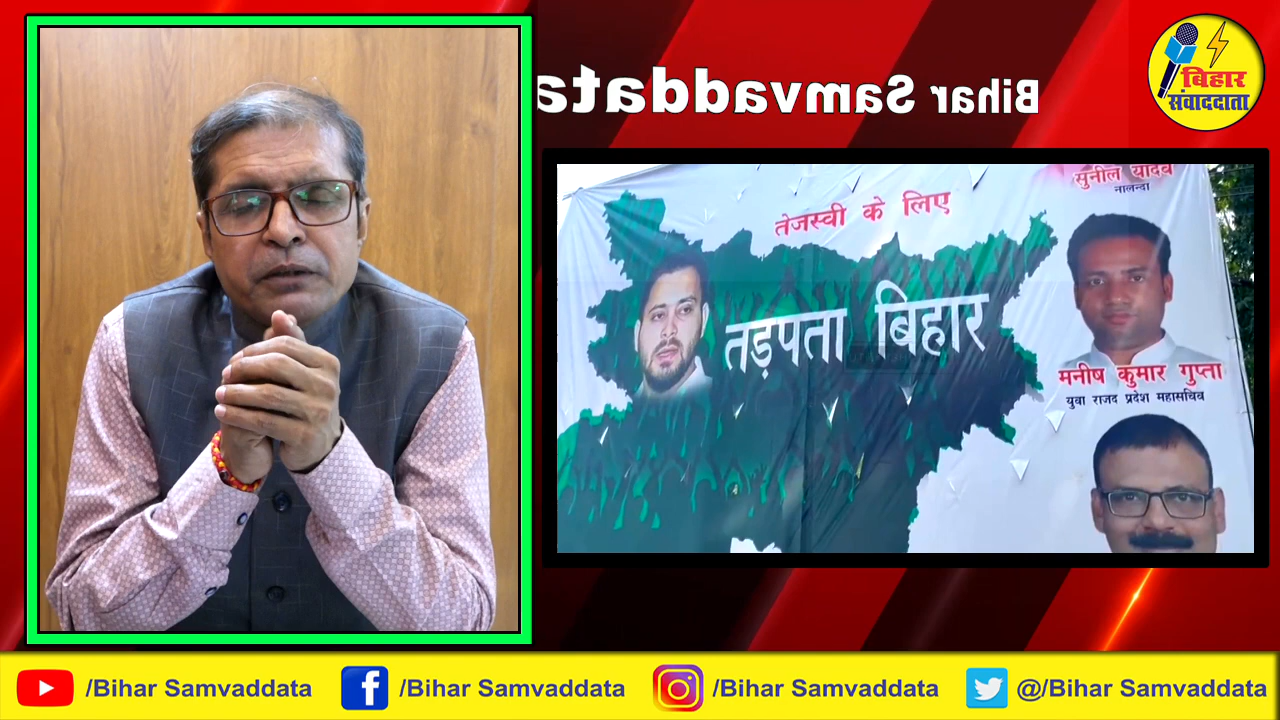 Bihar Samvaddata
बिहार
संवाददाता
सुनील यादव
नालन्दा
तेजस्वी के लिए
तड़पता बिहार
मनीष कुमार गुप्ता
युवा राजद प्रदेश महासचिव
/Bihar Samvaddata
/Bihar Samvaddata
/Bihar Samvaddata
@/Bihar Samvaddata